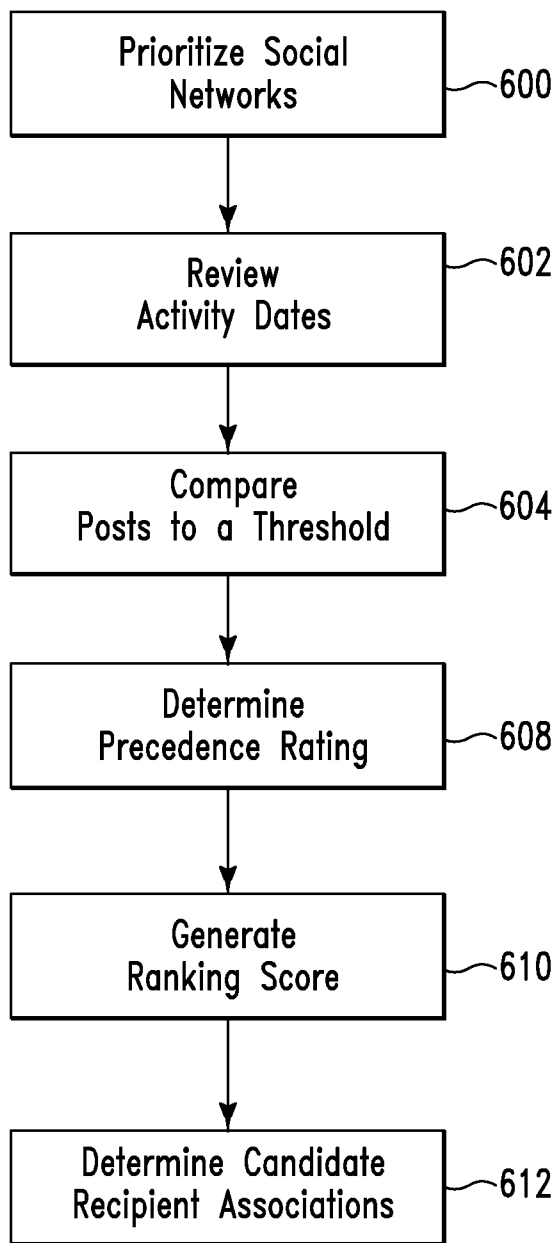 Prioritize Social
Networks
600
Review
Activity Dates
602
Compare
Posts to a Threshold
604
Determine
Precedence Rating
608
Generate
Ranking Score
610
Determine Candidate
Recipient Associations
612